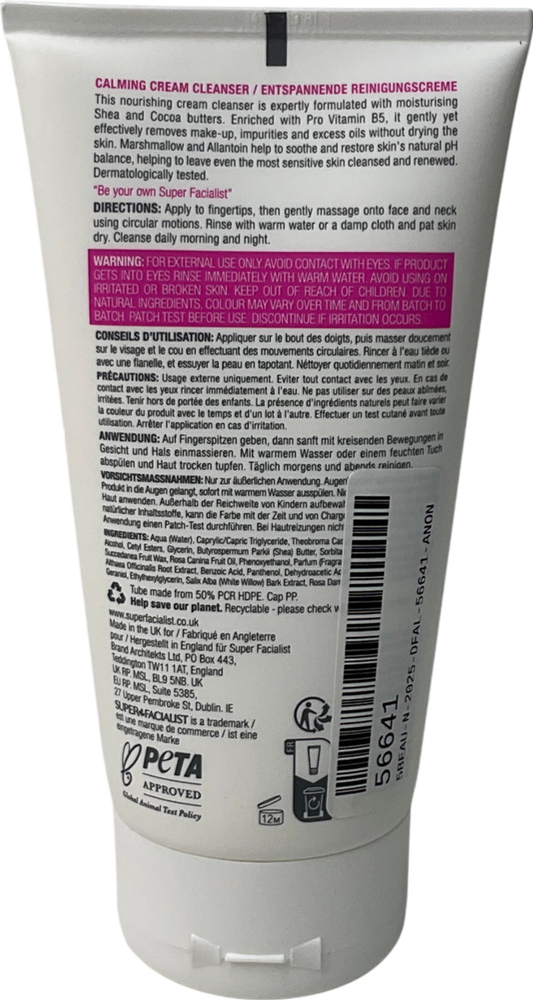 CALMING CREAM CLEANSER / ENTSPANNENDE REINIGUNGSCREME
This nourishing cream cleanser is expertly formulated with moisturising
Shea and Cocoa butters. Enriched with Pro Vitamin B5, it gently yet
effectively removes make-up, impurities and excess oils without drying the
skin. Marshmallow and Allantoin help to soothe and restore skin's natural pH
balance, helping to leave even the most sensitive skin cleansed and renewed.
Dermatologically tested.
"Be your own Super Facialist"
DIRECTIONS: Apply to fingertips, then gently massage onto face and neck
using circular motions. Rinse with warm water or a damp cloth and pat skin
dry. Cleanse daily morning and night.
WARNING: FOR EXTERNAL USE ONLY AVOID CONTACT WITH EYES. IF PRODUCT
GETS INTO EYES RINSE IMMEDIATELY WITH WARM WATER. AVOID USING ON
IRRITATED OR BROKEN SKIN. KEEP OUT OF REACH OF CHILDREN. DUE TO
NATURAL INGREDIENTS. COLOUR MAY VARY OVER TIME AND FROM BATCH TO
BATCH. PATCH TEST BEFORE USE. DISCONTINUE IF IRRITATION OCCURS.
CONSEILS D'UTILISATION: Appliquer sur le bout des doigts, puis masser doucement
sur le visage et le cou en effectuant des mouvements circulaires. Rincer à l'eau tiède ou
avec une flanelle, et essuyer la peau en tapotant. Néttoyer quotidiennement matin et soir.
PRÉCAUTIONS: Usage externe uniquement. Eviter tout contact avec les yeux. En cas de
contact avec les yeux rincer immédiatement à l'eau. Ne pas utiliser sur des peaux abîmées,
irritées. Tenir hors de portée des enfants. La présence d'ingrédients naturels peut faire varier
la couleur du produit avec le temps et d'un lot à l'autre. Effectuer un test cutané avant toute
utilisation. Arrêter l'application en cas d'irritation.
ANWENDUNG: Auf Fingerspitzen geben, dann sanft mit kreisenden Bewegungen in
Gesicht und Hals einmassieren. Mit warmem Wasser oder einem feuchten Tuch
abspülen und Haut trocken tupfen. Täglich morgens und abends reinigen.
VORSICHTSMASSNAHMEN: Nur zur äußerlichen Anwendung. Augen
Produkt in die Augen gelangt, sofort mit warmem Wasser ausspülen. Ni
Haut anwenden. Außerhalb der Reichweite von Kindern aufbewah
natürlicher Inhaltsstoffe, kann die Farbe mit der Zeit und von Charg
Anwendung einen Patch-Test durchführen. Bei Hautreizungen nich
INGREDIENTS: Aqua (Water), Caprylic/Capric Triglyceride, Theobroma Cac
Alcohol, Cetyl Esters, Glycerin, Butyrospermum Parkii (Shea) Butter, Sorbita
Succedanea Fruit Wax, Rosa Canina Fruit Oil, Phenoxyethanol, Parfum (Fragra
Althaea Officinalis Root Extract, Benzoic Acid, Panthenol, Dehydroacetic Ac
Geraniol, Ethylhexylglycerin, Salix Alba (White Willow) Bark Extract, Rosa Dam
Tube made from 50% PCR HDPE. Cap PP.
Help save our planet. Recyclable - please check w
www.superfacialist.co.uk
Made in the UK for / Fabriqué en Angleterre
pour / Hergestellt in England für Super Facialist
Brand Architekts Ltd, PO Box 443,
Teddington TW11 1AT, England
UK RP. MSL, BL9 5NB. UK
EU RP. MSL, Suite 5385,
27 Upper Pembroke St, Dublin. IE
SUPER FACIALIST is a trademark /
est une marque de commerce / ist eine
eingetragene Marke
PETA
APPROVED
Global Animal Test Policy
12M
FR
56641
5BEAU-N-2025-DFAL-56641-ANON